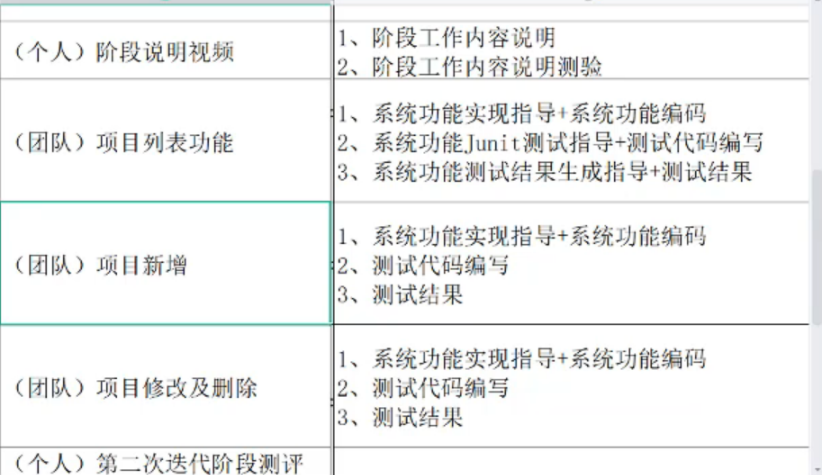 （个人）阶段说明视频
1、阶段工作内容说明
2、阶段工作内容说明测验
（团队）项目列表功能
1、系统功能实现指导+系统功能编码
2、系统功能Junit测试指导+测试代码编写
3、系统功能测试结果生成指导+测试结果
（团队）项目新增
1、系统功能实现指导+系统功能编码
2、测试代码编写
3、测试结果
（团队）项目修改及删除
1、系统功能实现指导+系统功能编码
2、测试代码编写
3、测试结果
（个人）第二次迭代阶段测评